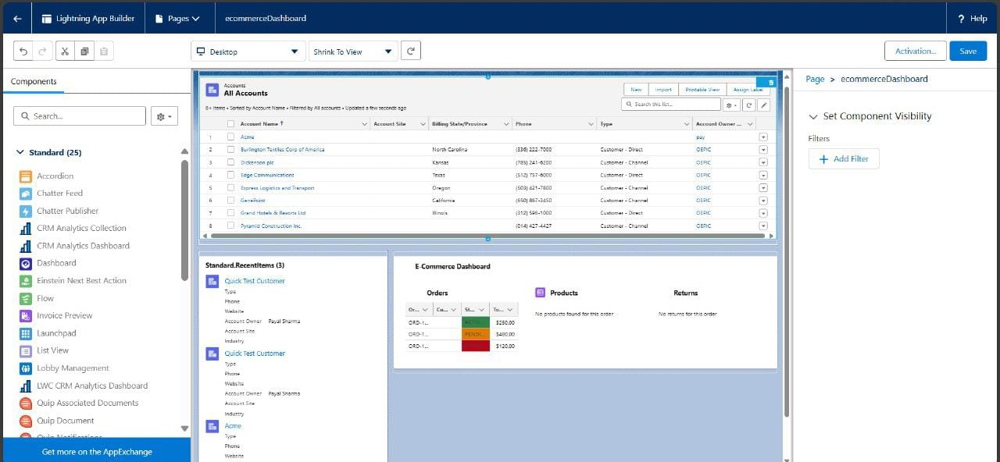 Lightning App Builder
Pages
ecommerceDashboard
? Help
Desktop
Shrink To View
Activation...
Save
Components
Search...
Standard (25)
Accordion
Chatter Feed
Chatter Publisher
CRM Analytics Collection
CRM Analytics Dashboard
Dashboard
Einstein Next Best Action
Flow
Invoice Preview
Launchpad
List View
Lobby Management
LWC CRM Analytics Dashboard
Quip Associated Documents
Quip Document
Quip Notifications
Get more on the AppExchange
Accounts
All Accounts
New Import Printable View Assign Label
8+ items • Sorted by Account Name • Filtered by All accounts • Updated a few seconds ago
Search this list...
Account Name ↑ Account Site Billing State/Province Phone Type Account Owner ...
1 Acme pay
2 Burlington Textiles Corp of America North Carolina (336) 222-7000 Customer - Direct OEPIC
3 Dickenson plc Kansas (785) 241-6200 Customer - Channel OEPIC
4 Edge Communications Texas (512) 757-6000 Customer - Direct OEPIC
5 Express Logistics and Transport Oregon (503) 421-7800 Customer - Channel OEPIC
6 GenePoint California (650) 867-3450 Customer - Channel OEPIC
7 Grand Hotels & Resorts Ltd Illinois (312) 596-1000 Customer - Direct OEPIC
8 Pyramid Construction Inc. (014) 427-4427 Customer - Channel OEPIC
Standard.RecentItems (3)
Quick Test Customer
Type
Phone
Website
Account Owner Payal Sharma
Account Site
Industry
Quick Test Customer
Type
Phone
Website
Account Owner Payal Sharma
Account Site
Industry
Acme
Type
Phone
Website
E-Commerce Dashboard
Orders
Or... Cu... St... To...
ORD-1... ACTIV... $250.00
ORD-1... PENDI... $480.00
ORD-1... $120.00
Products
No products found for this order
Returns
No returns for this order
Page > ecommerceDashboard
Set Component Visibility
Filters
+ Add Filter